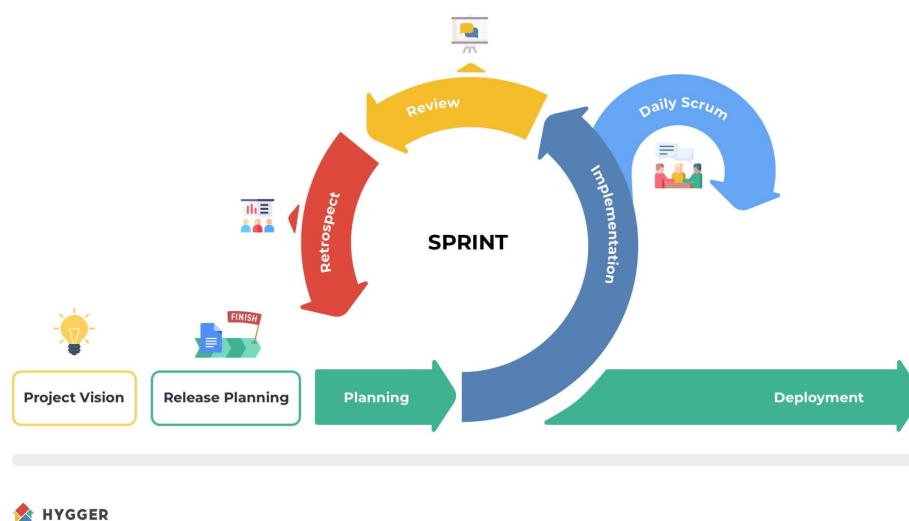 Review
Daily Scrum
Implementation
Retrospect
SPRINT
FINISH
Project Vision
Release Planning
Planning
Deployment
HYGGER